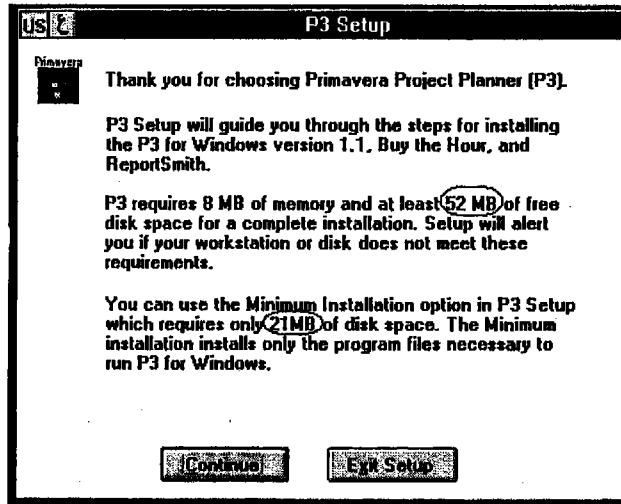 US P3 Setup
Primavera
Thank you for choosing Primavera Project Planner (P3).
P3 Setup will guide you through the steps for installing
the P3 for Windows version 1.1, Buy the Hour, and
ReportSmith.
P3 requires 8 MB of memory and at least 52 MB of free
disk space for a complete installation. Setup will alert
you if your workstation or disk does not meet these
requirements.
You can use the Minimum Installation option in P3 Setup
which requires only 21MB of disk space. The Minimum
installation installs only the program files necessary to
run P3 for Windows.
Continue Exit Setup